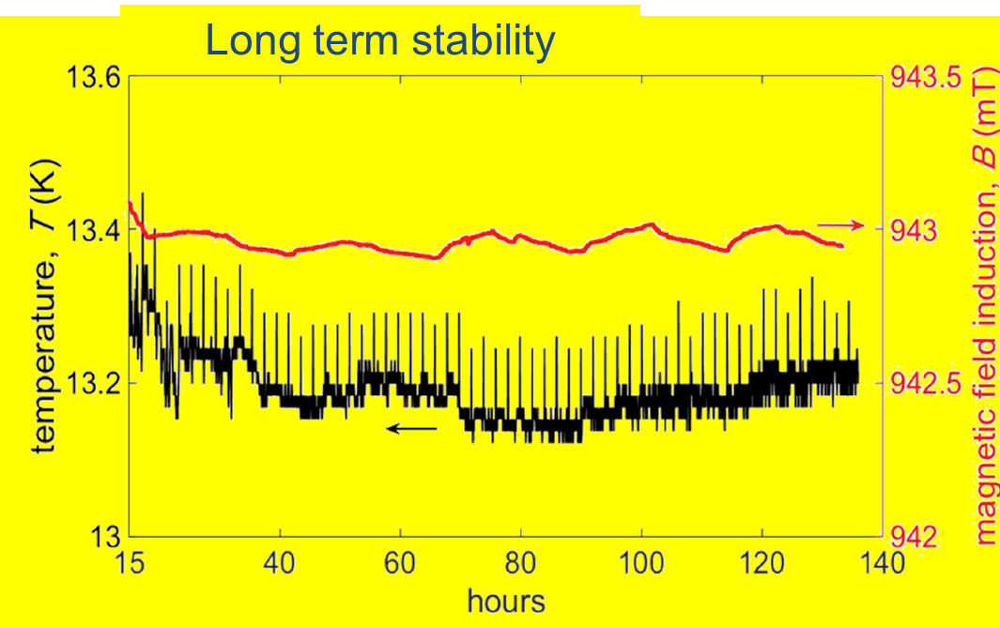 Long term stability
13.6
13.4
13.2
13
temperature, T (K)
943.5
943
942.5
942
magnetic field induction, B (mT)
15 40 60 80 100 120 140
hours